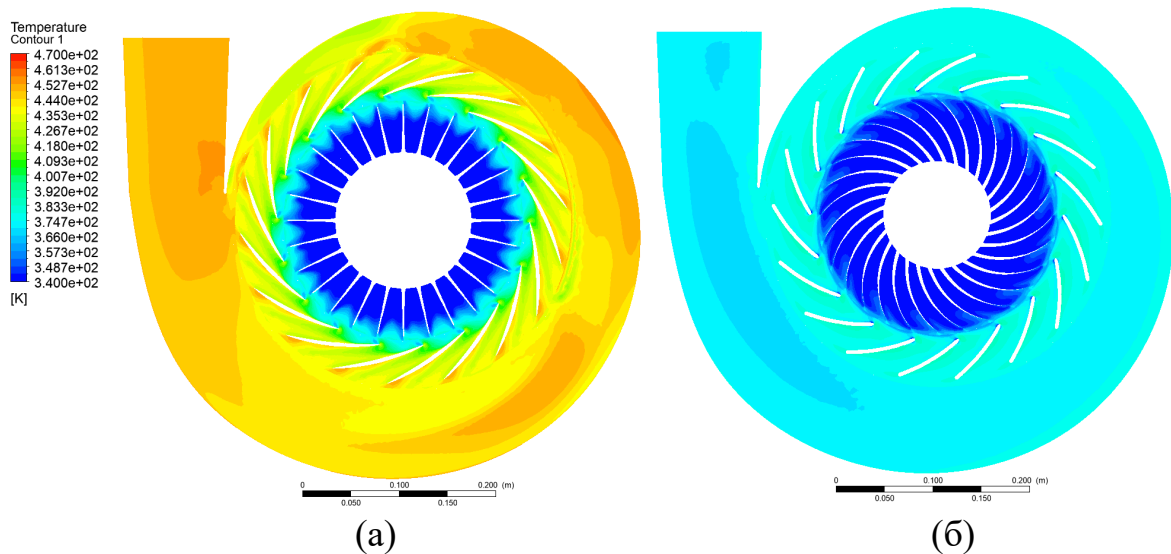 Temperature
Contour 1
4.700e+02
4.613e+02
4.527e+02
4.440e+02
4.353e+02
4.267e+02
4.180e+02
4.093e+02
4.007e+02
3.920e+02
3.833e+02
3.747e+02
3.660e+02
3.573e+02
3.487e+02
3.400e+02
[K]
0 0.100 0.200 (m)
0.050 0.150
0 0.100 0.200 (m)
0.050 0.150
(а) (б)